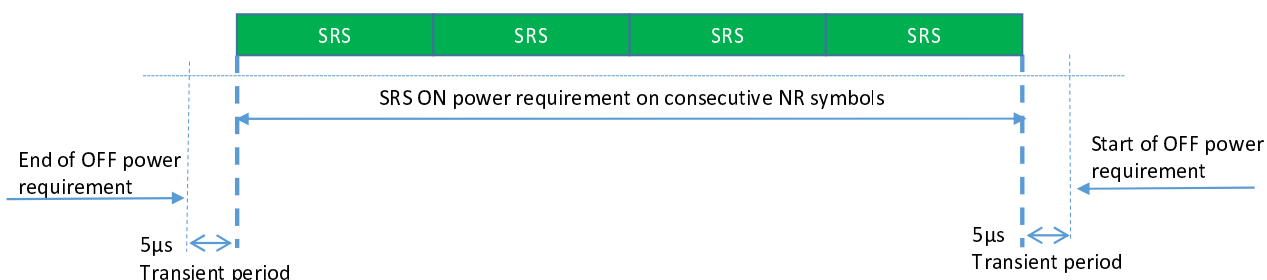 SRS SRS SRS SRS
SRS ON power requirement on consecutive NR symbols
End of OFF power
requirement
Start of OFF power
requirement
5µs
Transient period
5µs
Transient period